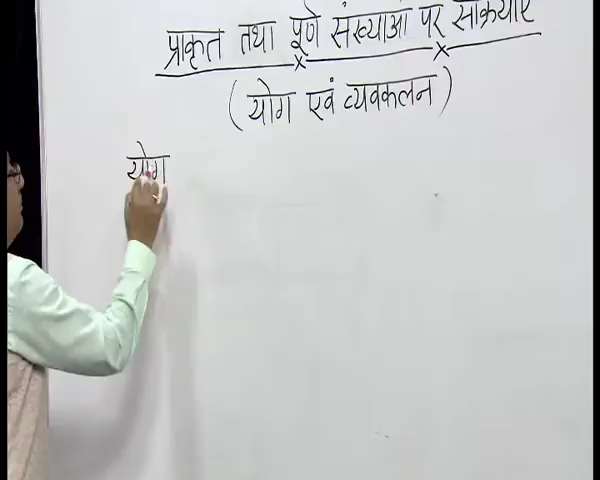 प्राकृत तथा पूर्ण संख्याओं पर संक्रियाएँ
(योग एवं व्यवकलन)
योग